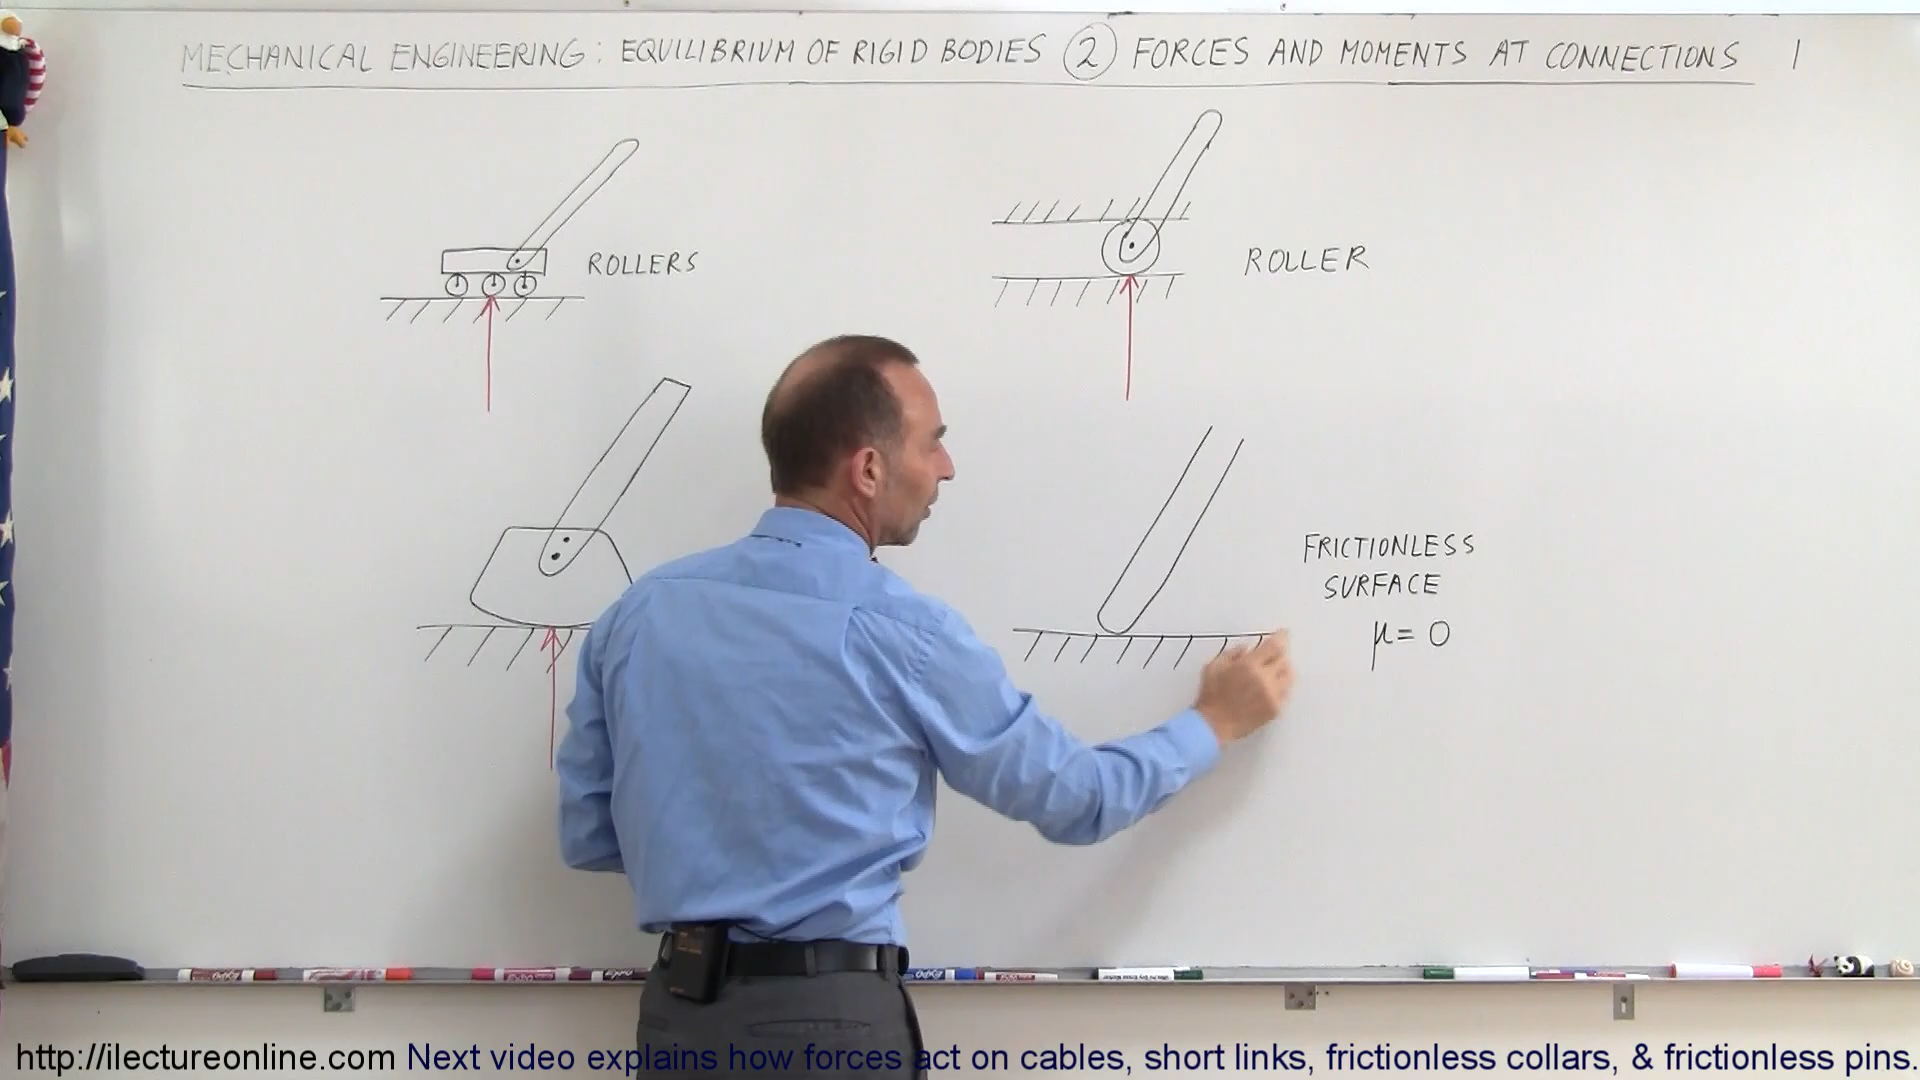 MECHANICAL ENGINEERING: EQUILIBRIUM OF RIGID BODIES 2 FORCES AND MOMENTS AT CONNECTIONS 1
ROLLERS
ROLLER
FRICTIONLESS
SURFACE
μ = 0
http://ilectureonline.com Next video explains how forces act on cables, short links, frictionless collars, & frictionless pins.